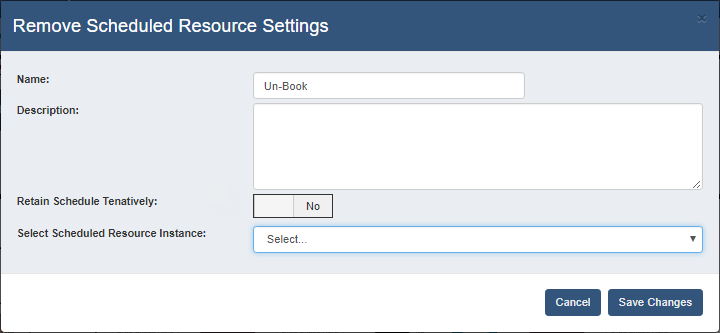 Remove Scheduled Resource Settings
×
Name:
Un-Book
Description:
Retain Schedule Tenatively:
No
Select Scheduled Resource Instance:
Select...
Cancel
Save Changes